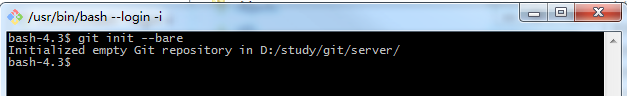 /usr/bin/bash --login -i
bash-4.3$ git init --bare
Initialized empty Git repository in D:/study/git/server/
bash-4.3$